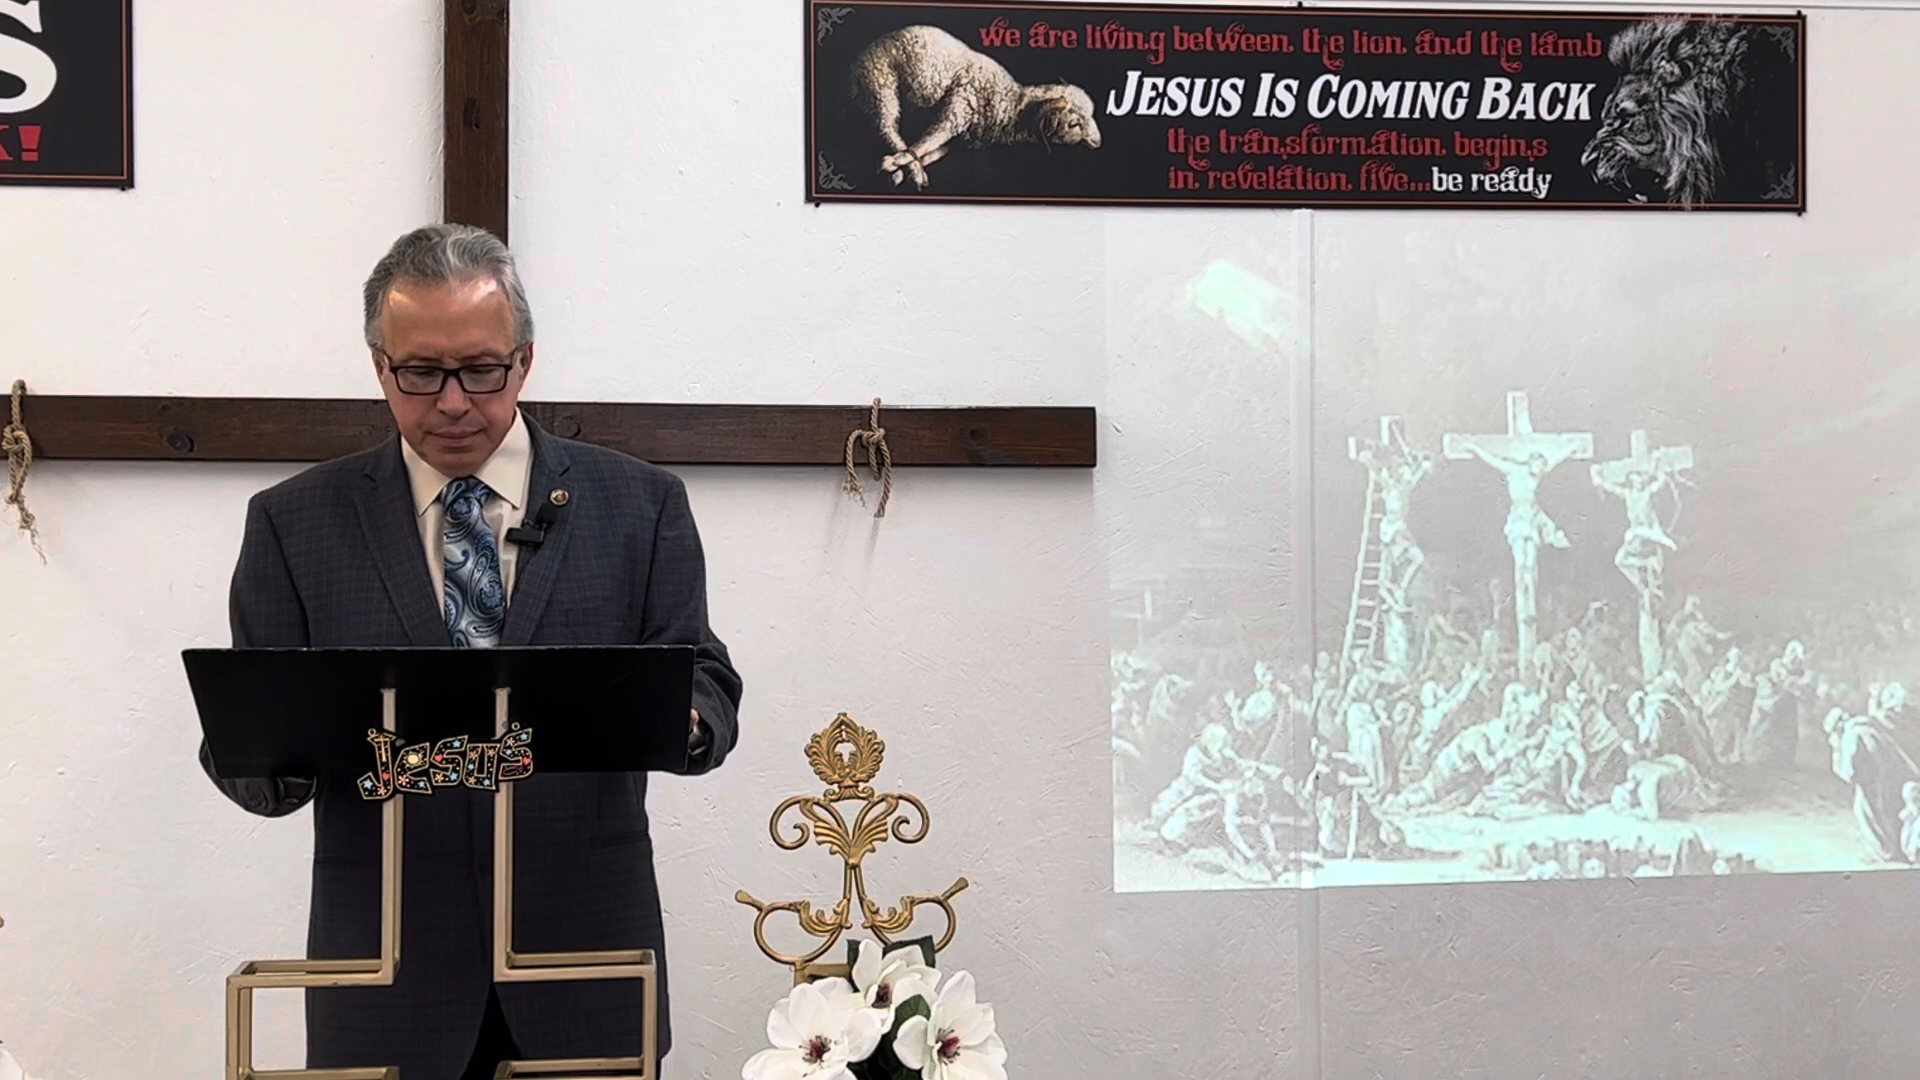 S
K!
we are living between the lion and the lamb
JESUS IS COMING BACK
the transformation begins
in revelation five...be ready
JESUS